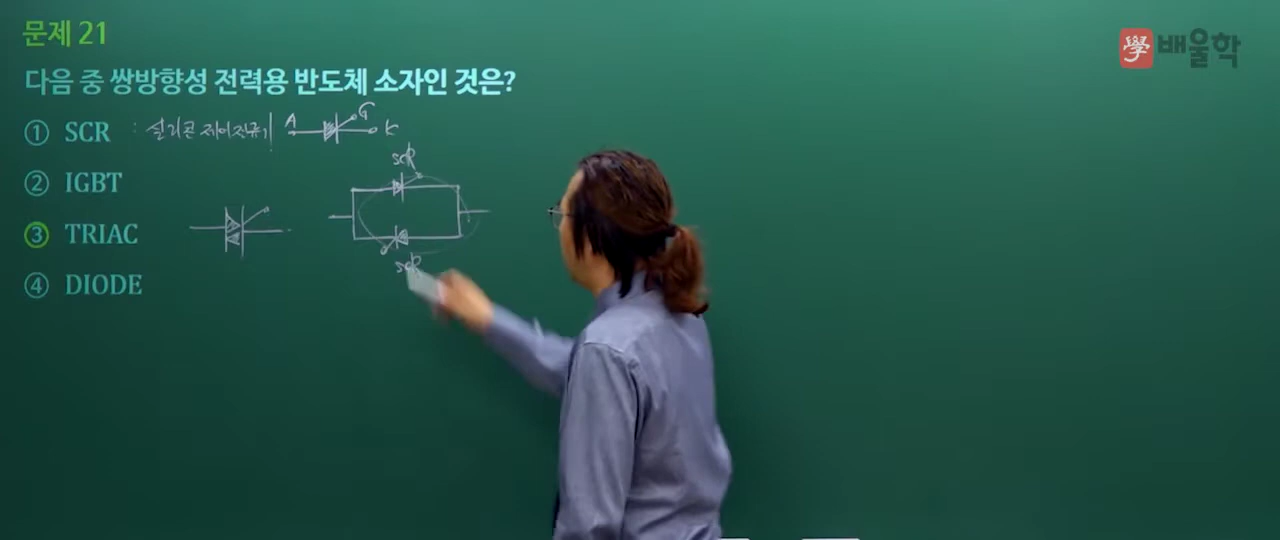 문제 21
學 배울학
다음 중 쌍방향성 전력용 반도체 소자인 것은?
① SCR : 실리콘 제어정류기 A G K
SCR
② IGBT
③ TRIAC
SCR
④ DIODE